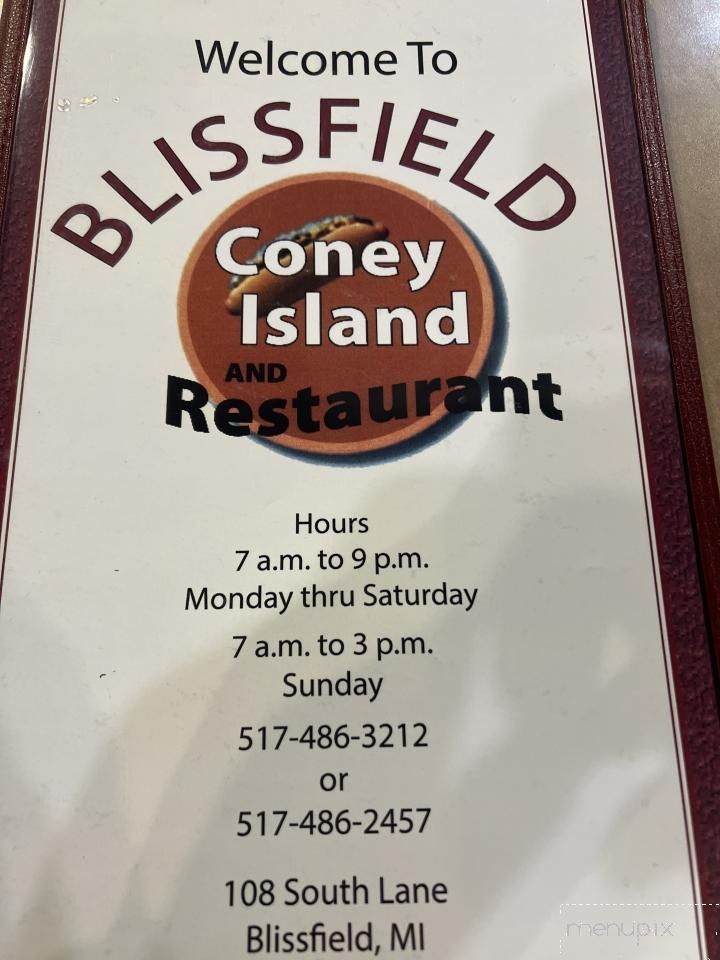 Welcome To
BLISSFIELD
Coney
Island
AND
Restaurant
Hours
7 a.m. to 9 p.m.
Monday thru Saturday
7 a.m. to 3 p.m.
Sunday
517-486-3212
or
517-486-2457
108 South Lane
Blissfield, MI
menupix